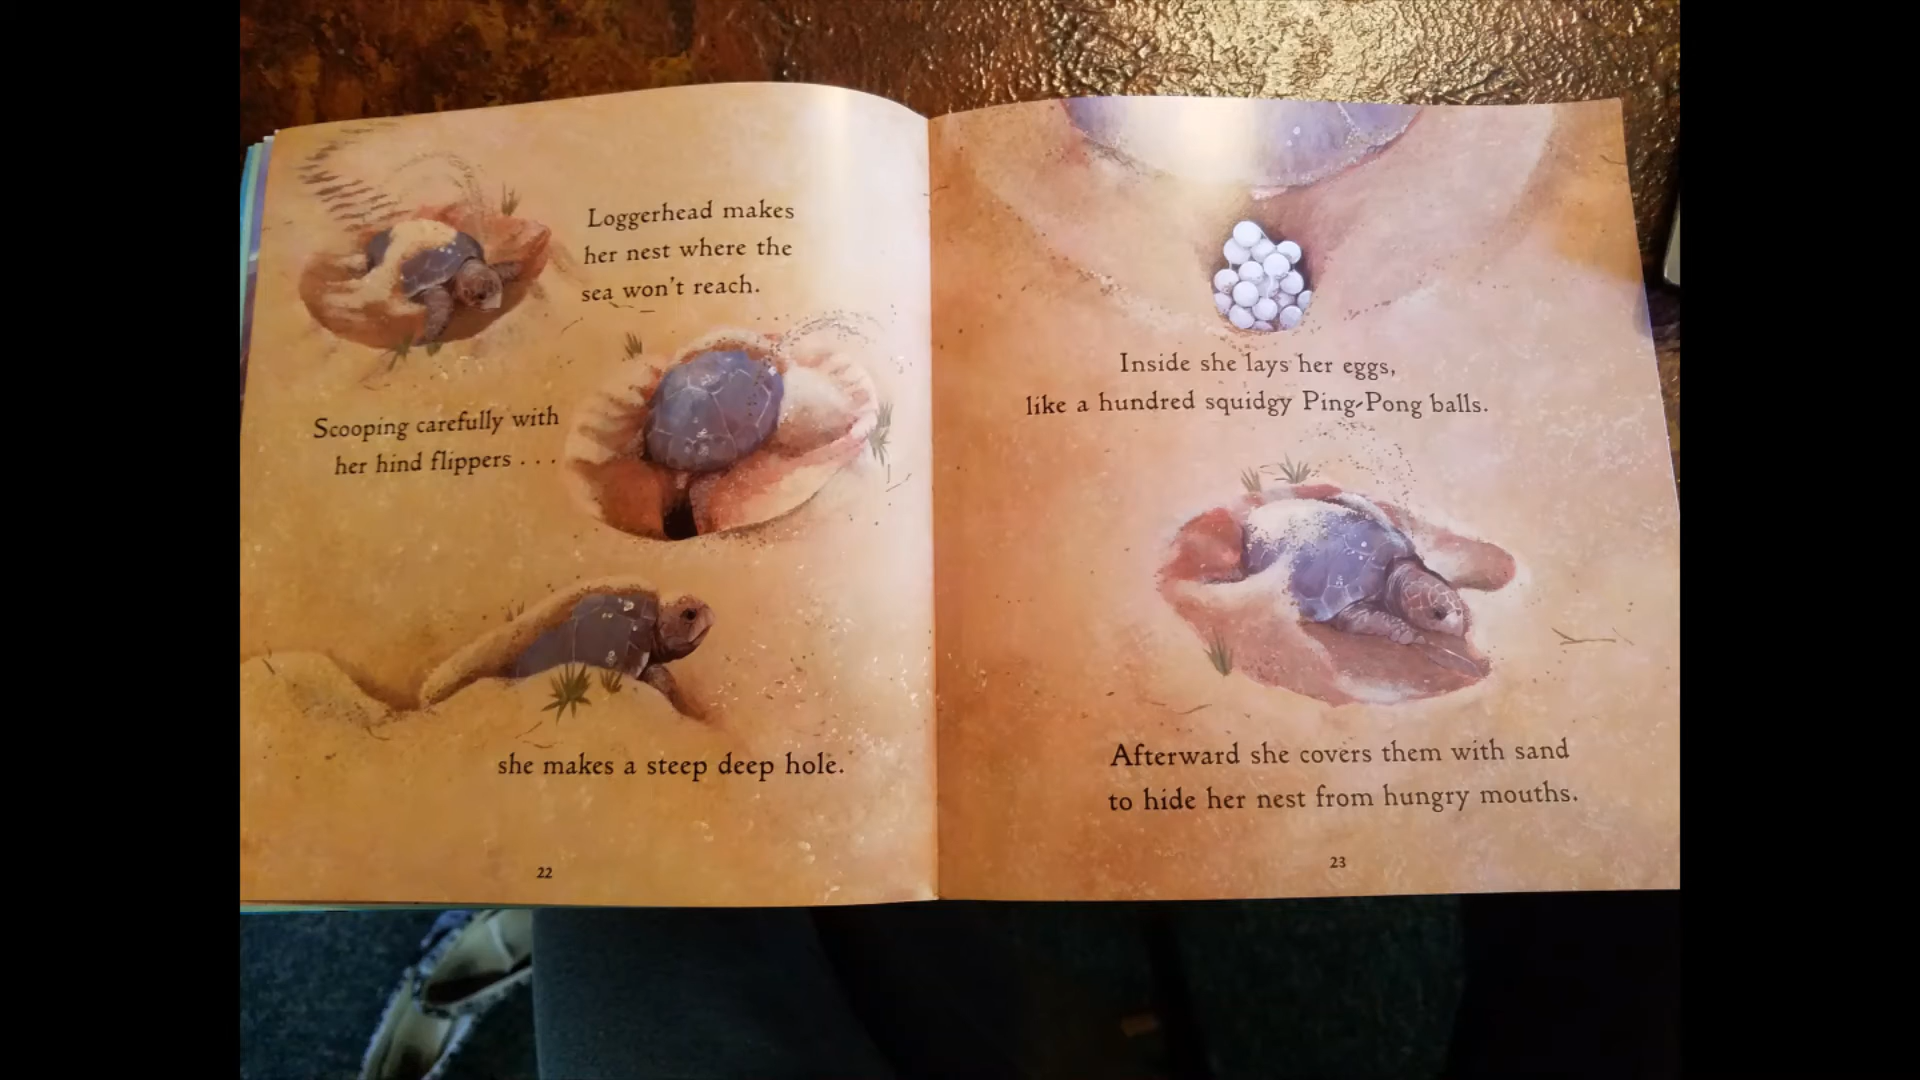 Loggerhead makes
her nest where the
sea won't reach.
Scooping carefully with
her hind flippers . . .
she makes a steep deep hole.
22
Inside she lays her eggs,
like a hundred squidgy Ping-Pong balls.
Afterward she covers them with sand
to hide her nest from hungry mouths.
23